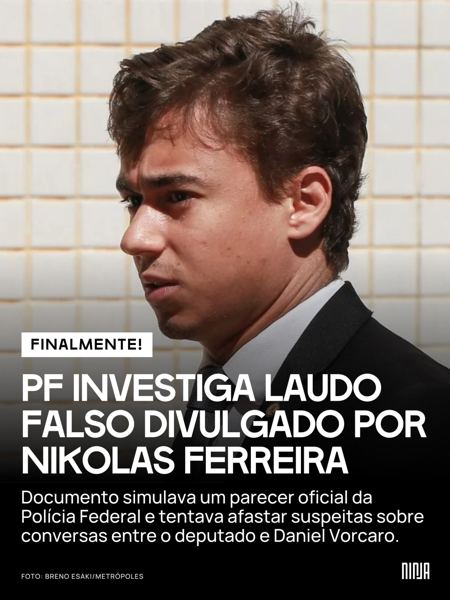 FINALMENTE!
PF INVESTIGA LAUDO
FALSO DIVULGADO POR
NIKOLAS FERREIRA
Documento simulava um parecer oficial da
Polícia Federal e tentava afastar suspeitas sobre
conversas entre o deputado e Daniel Vorcaro.
FOTO: BRENO ESAKI/METRÓPOLES
NINJA